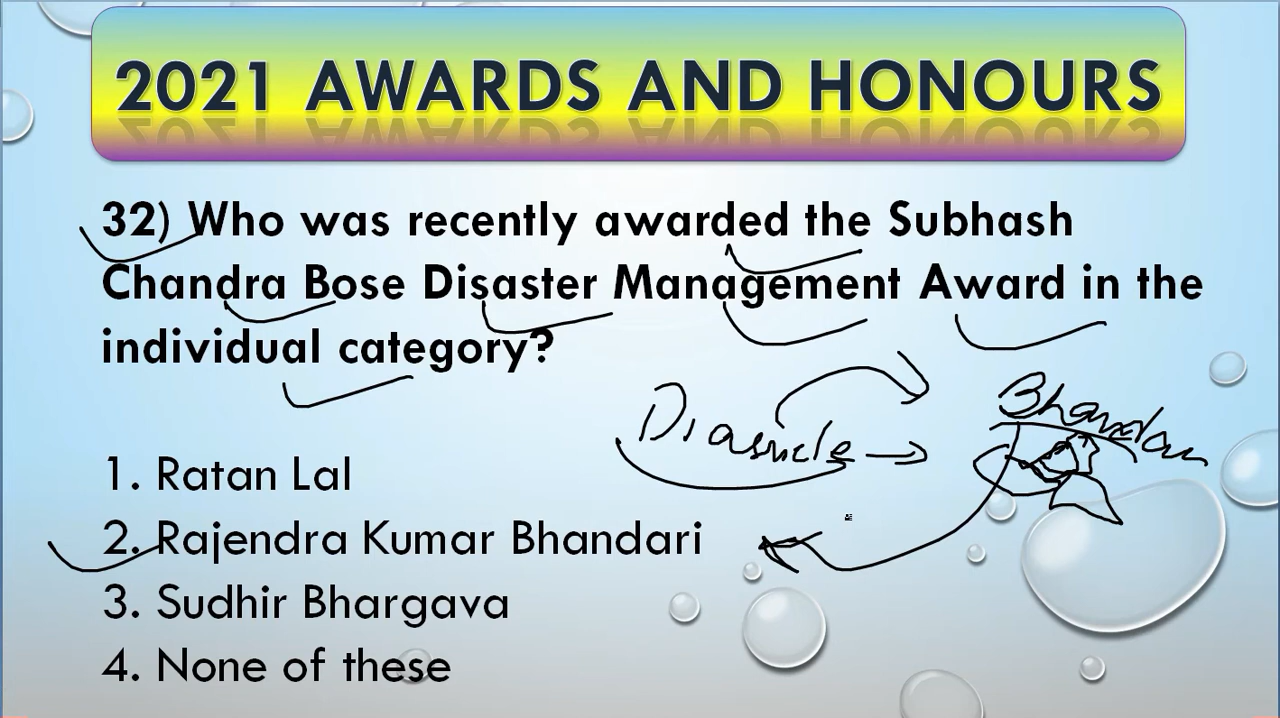 2021 AWARDS AND HONOURS
32) Who was recently awarded the Subhash
Chandra Bose Disaster Management Award in the
individual category?
1. Ratan Lal
2. Rajendra Kumar Bhandari
3. Sudhir Bhargava
4. None of these